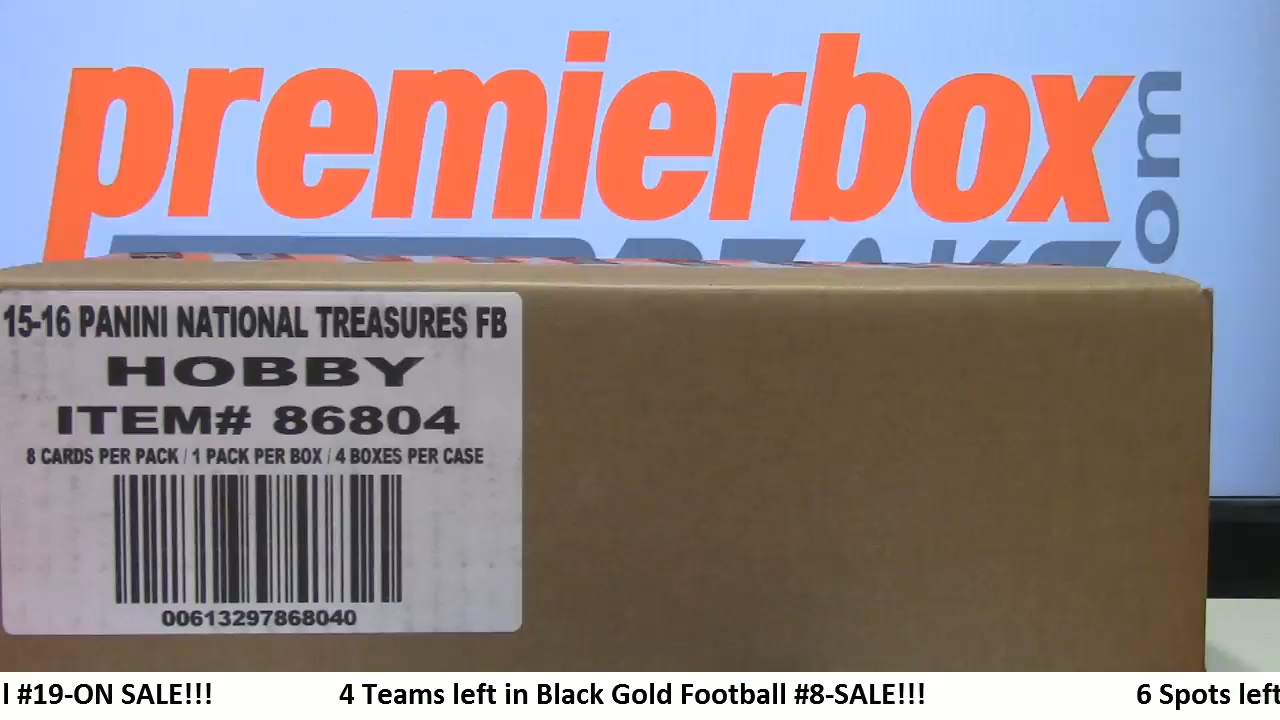 premierbox
BREAKS
om
15-16 PANINI NATIONAL TREASURES FB
HOBBY
ITEM# 86804
8 CARDS PER PACK / 1 PACK PER BOX / 4 BOXES PER CASE
00613297868040
l #19-ON SALE!!! 4 Teams left in Black Gold Football #8-SALE!!! 6 Spots left